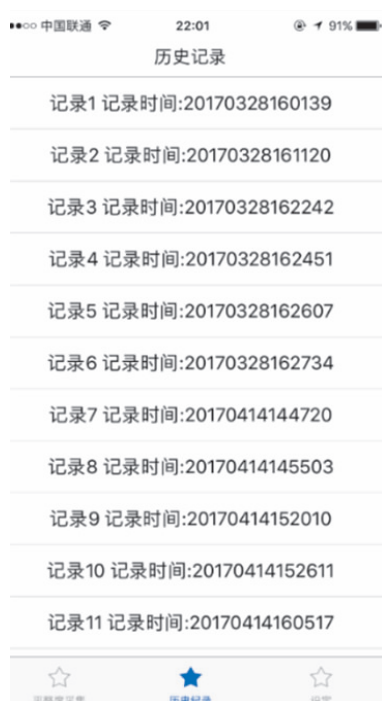 中国联通 22:01 91%
历史记录
记录1 记录时间:20170328160139
记录2 记录时间:20170328161120
记录3 记录时间:20170328162242
记录4 记录时间:20170328162451
记录5 记录时间:20170328162607
记录6 记录时间:20170328162734
记录7 记录时间:20170414144720
记录8 记录时间:20170414145503
记录9 记录时间:20170414152010
记录10 记录时间:20170414152611
记录11 记录时间:20170414160517
历史纪录